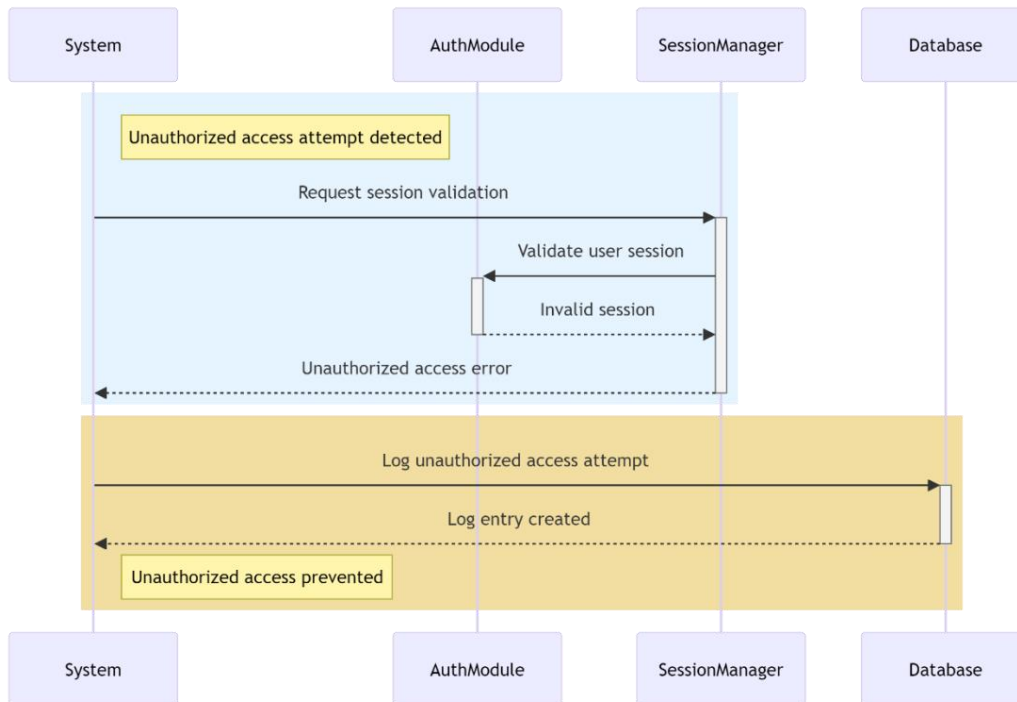 System
AuthModule
SessionManager
Database
Unauthorized access attempt detected
Request session validation
Validate user session
Invalid session
Unauthorized access error
Log unauthorized access attempt
Log entry created
Unauthorized access prevented
System
AuthModule
SessionManager
Database